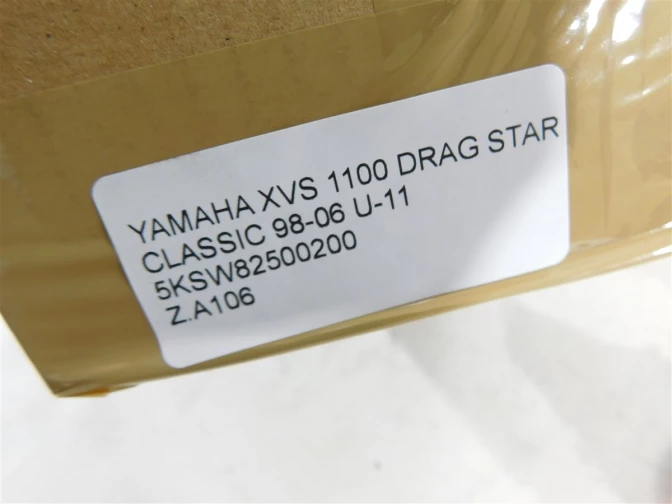 YAMAHA XVS 1100 DRAG STAR
CLASSIC 98-06 U-11
5KSW82500200
Z.A106